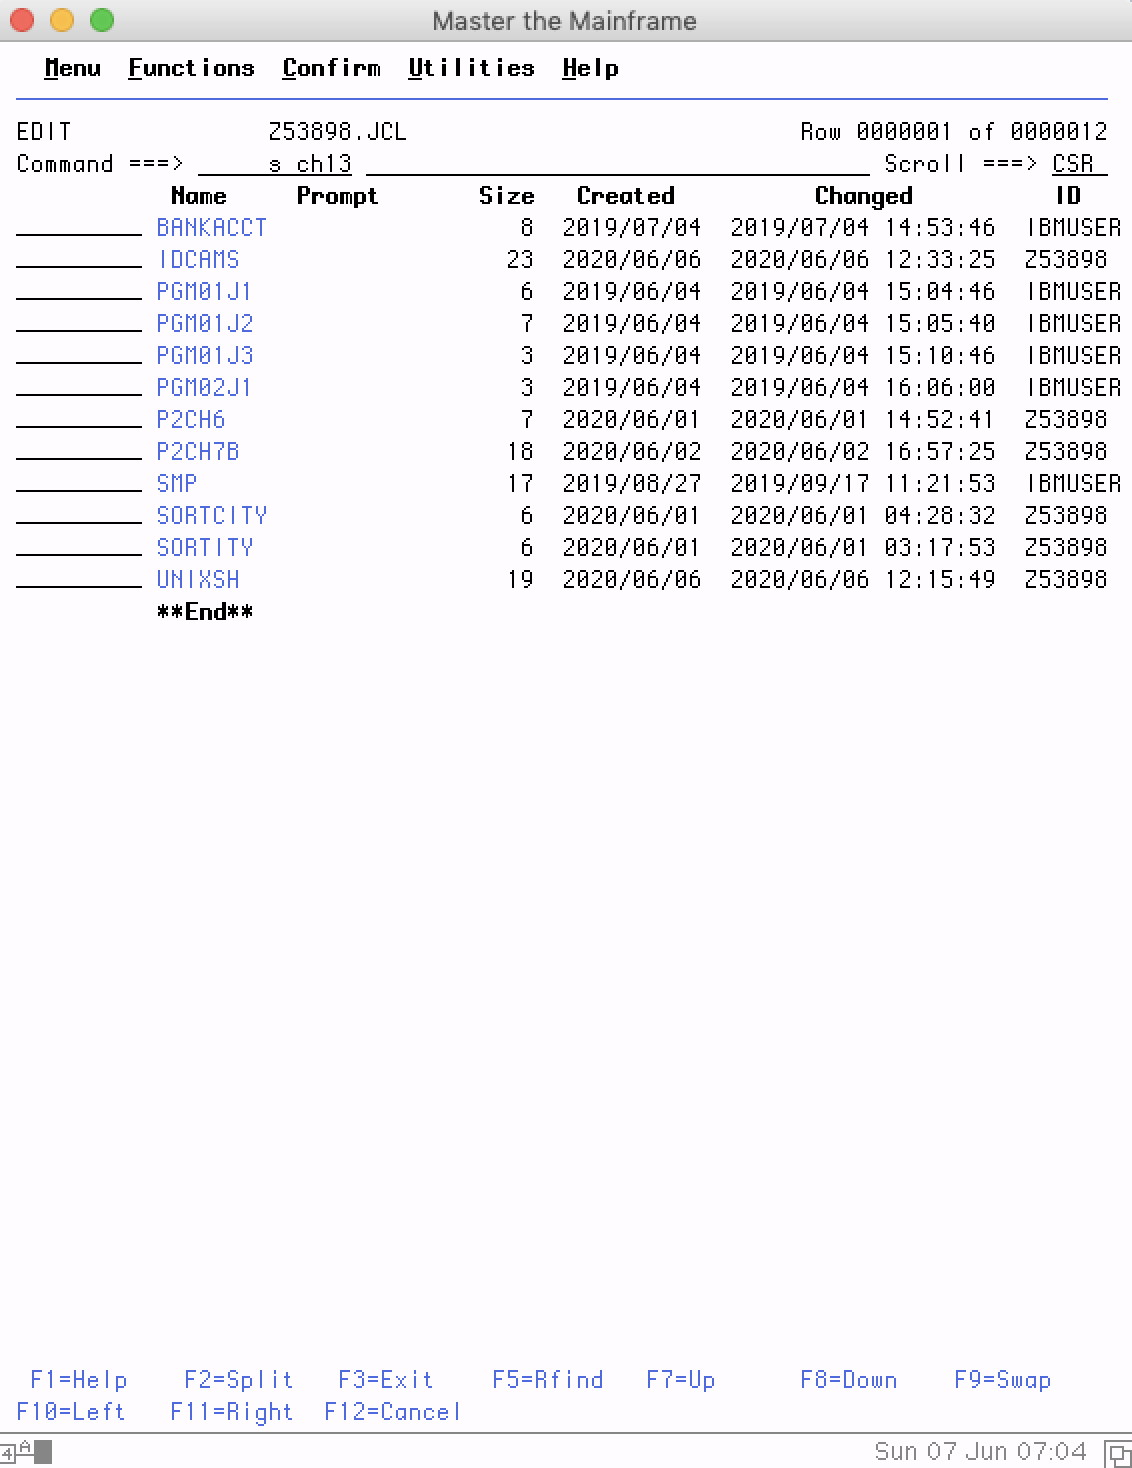 Master the Mainframe
Menu Functions Confirm Utilities Help
EDIT Z53898.JCL Row 0000001 of 0000012
Command ===> s ch13 Scroll ===> CSR
Name Prompt Size Created Changed ID
BANKACCT 8 2019/07/04 2019/07/04 14:53:46 IBMUSER
IDCAMS 23 2020/06/06 2020/06/06 12:33:25 Z53898
PGM01J1 6 2019/06/04 2019/06/04 15:04:46 IBMUSER
PGM01J2 7 2019/06/04 2019/06/04 15:05:40 IBMUSER
PGM01J3 3 2019/06/04 2019/06/04 15:10:46 IBMUSER
PGM02J1 3 2019/06/04 2019/06/04 16:06:00 IBMUSER
P2CH6 7 2020/06/01 2020/06/01 14:52:41 Z53898
P2CH7B 18 2020/06/02 2020/06/02 16:57:25 Z53898
SMP 17 2019/08/27 2019/09/17 11:21:53 IBMUSER
SORTCITY 6 2020/06/01 2020/06/01 04:28:32 Z53898
SORTITY 6 2020/06/01 2020/06/01 03:17:53 Z53898
UNIXSH 19 2020/06/06 2020/06/06 12:15:49 Z53898
**End**
F1=Help F2=Split F3=Exit F5=Rfind F7=Up F8=Down F9=Swap
F10=Left F11=Right F12=Cancel
4 A Sun 07 Jun 07:04